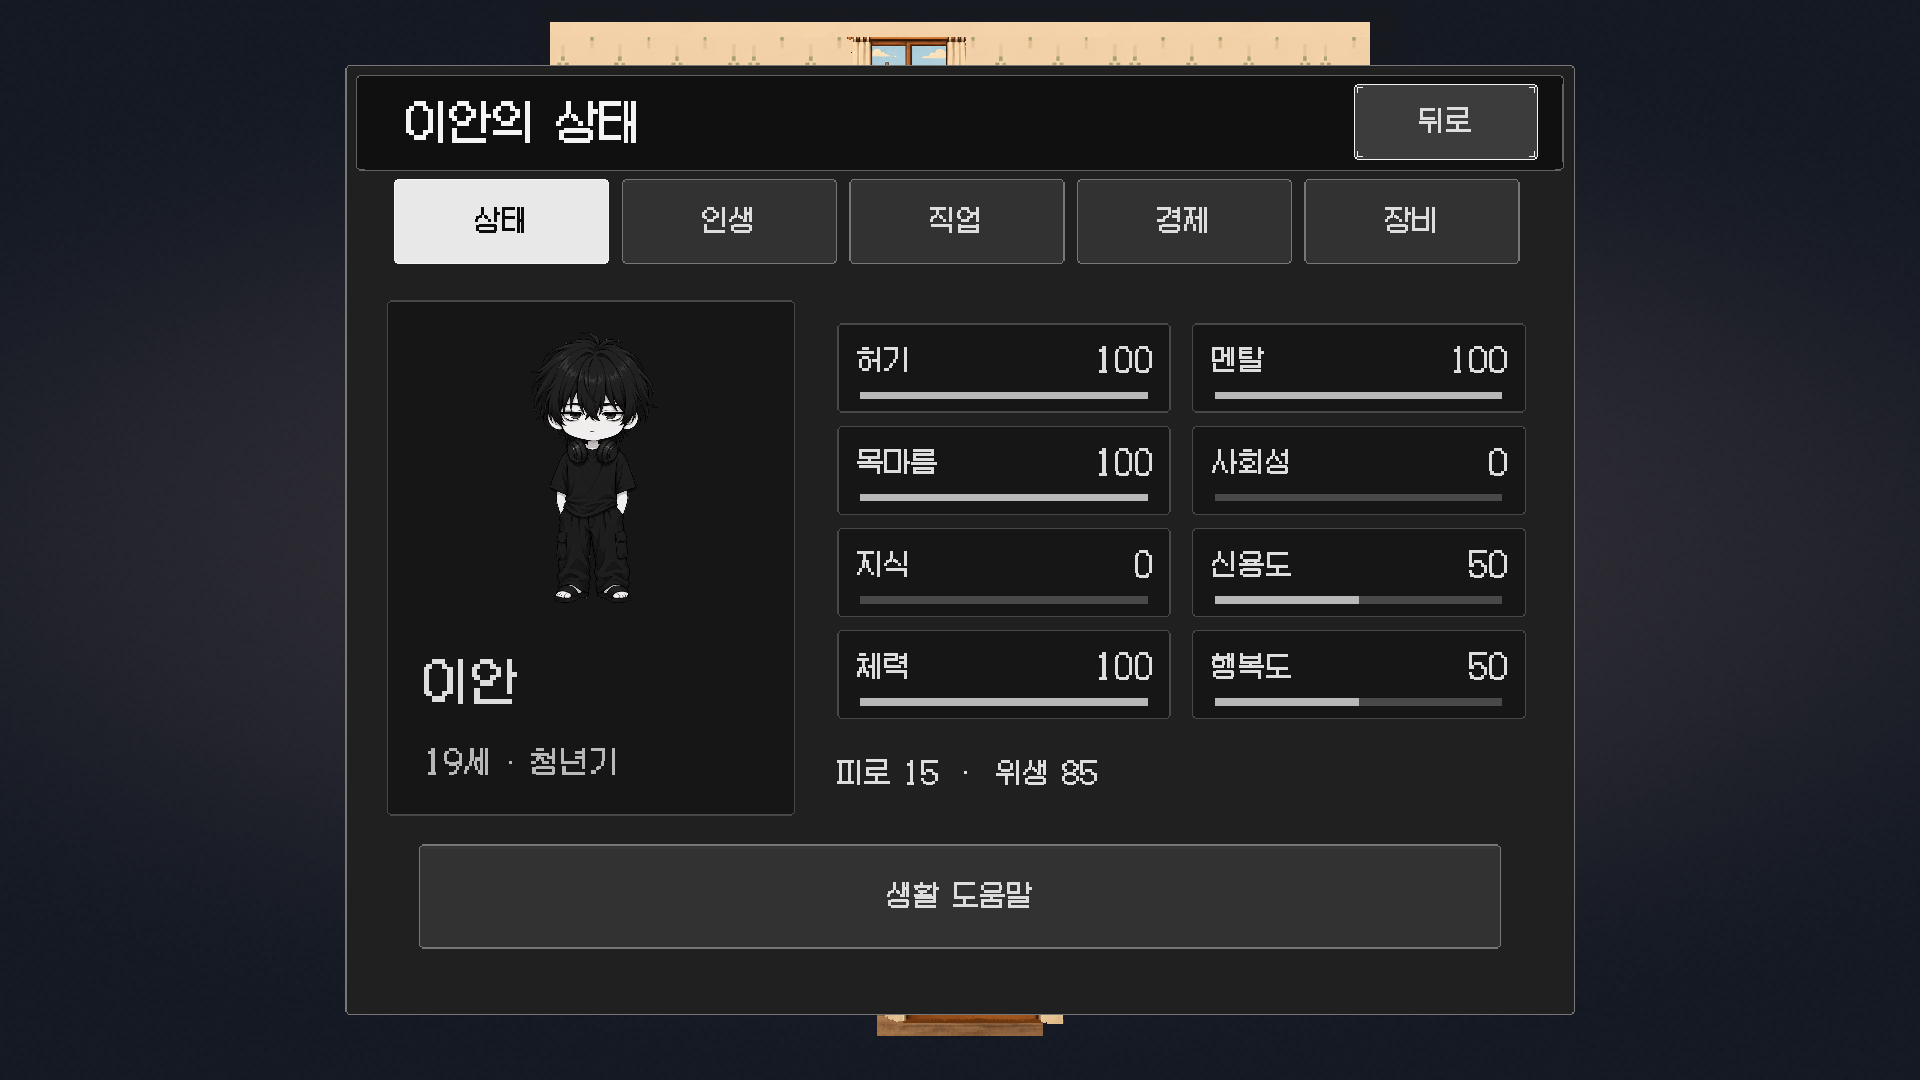 이안의 상태
뒤로
상태 인생 직업 경제 장비
허기 100
멘탈 100
목마름 100
사회성 0
지식 0
신용도 50
체력 100
행복도 50
이안
19세 · 청년기
피로 15 · 위생 85
생활 도움말